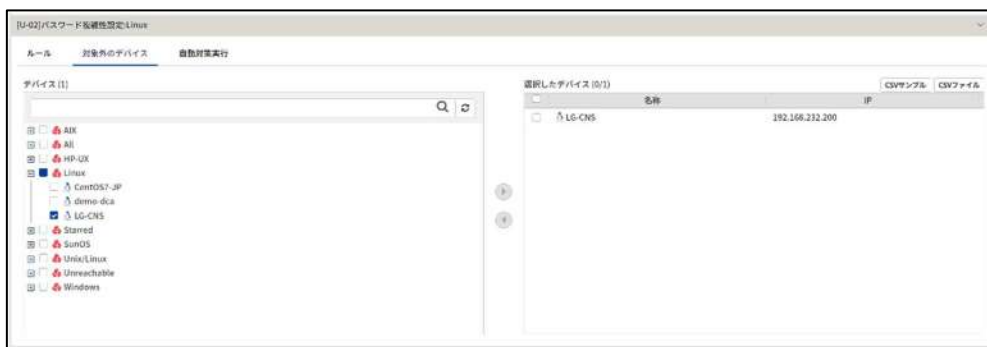 [U-02]パスワード複雑性設定:Linux
ルール 対象外のデバイス 自動対策実行
デバイス (1)
選択したデバイス (0/1) CSVサンプル CSVファイル
名称 IP
LG-CNS 192.168.232.200
AIX
All
HP-UX
Linux
CentOS7-JP
demo-dca
LG-CNS
Starred
SunOS
Unix/Linux
Unreachable
Windows